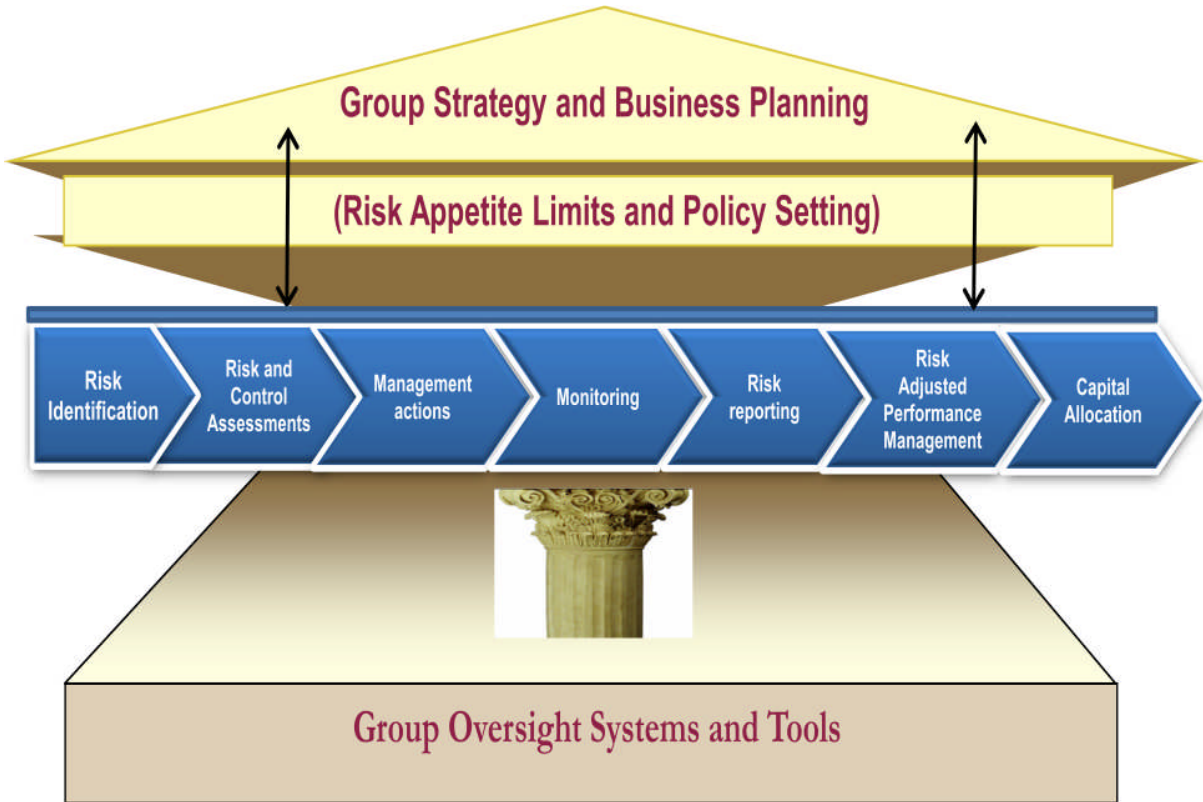 Group Strategy and Business Planning
(Risk Appetite Limits and Policy Setting)
Risk
Identification
Risk and
Control
Assessments
Management
actions
Monitoring
Risk
reporting
Risk
Adjusted
Performance
Management
Capital
Allocation
Group Oversight Systems and Tools